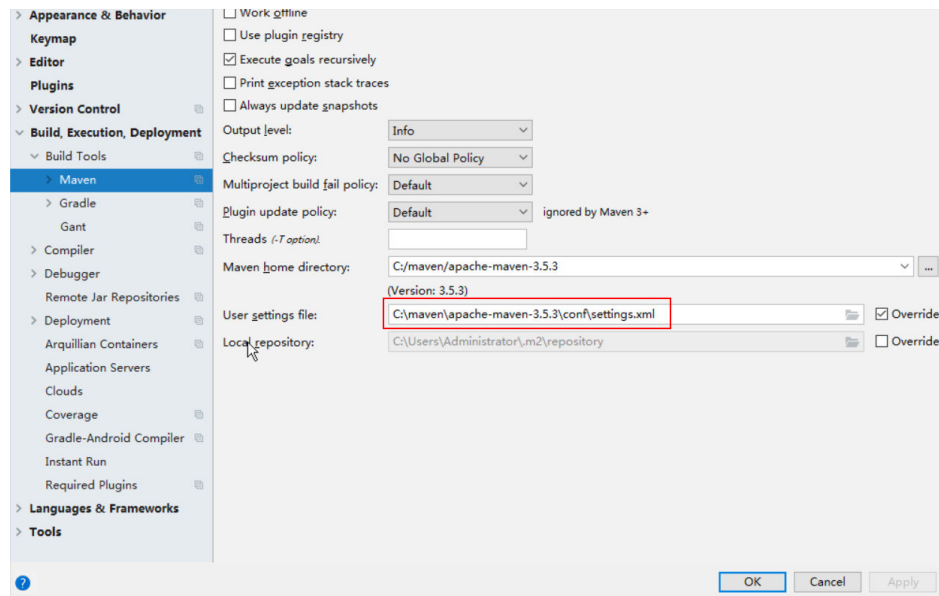 Appearance & Behavior
Keymap
Editor
Plugins
Version Control
Build, Execution, Deployment
Build Tools
Maven
Gradle
Gant
Compiler
Debugger
Remote Jar Repositories
Deployment
Arquillian Containers
Application Servers
Clouds
Coverage
Gradle-Android Compiler
Instant Run
Required Plugins
Languages & Frameworks
Tools
Work offline
Use plugin registry
Execute goals recursively
Print exception stack traces
Always update snapshots
Output level: Info
Checksum policy: No Global Policy
Multiproject build fail policy: Default
Plugin update policy: Default ignored by Maven 3+
Threads (-T option)
Maven home directory: C:/maven/apache-maven-3.5.3 ...
(Version: 3.5.3)
User settings file: C:\maven\apache-maven-3.5.3\conf\settings.xml Override
Local repository: C:\Users\Administrator\.m2\repository Override
? OK Cancel Apply